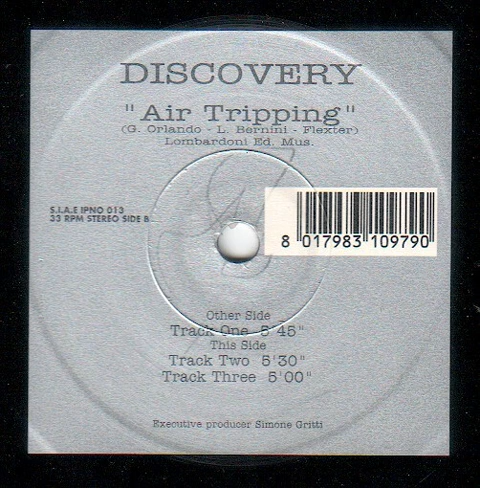 DISCOVERY
"Air Tripping"
(G. Orlando - L. Bernini - Flexter)
Lombardoni Ed. Mus.
S.I.A.E IPNO 013
33 RPM STEREO SIDE B
8 017983 109790
Other Side
Track One 5'45"
This Side
Track Two 5'30"
Track Three 5'00"
Executive producer Simone Gritti